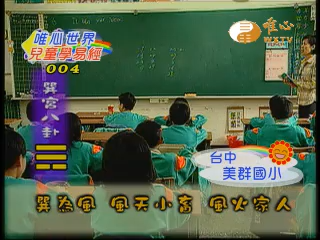 唯心
WXTV
唯心世界
兒童學易經
004
巽宮八卦
台中
美群國小
巽為風 風天小畜 風火家人